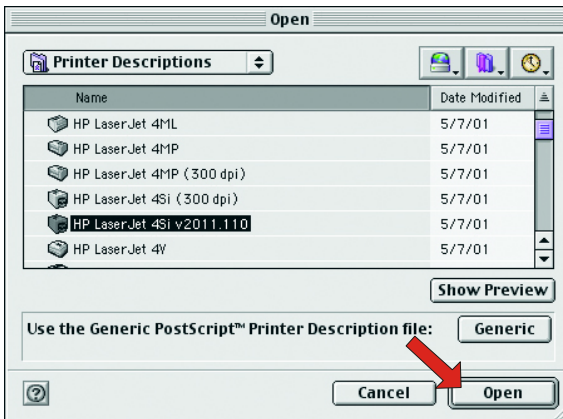 Open
Printer Descriptions
Name Date Modified
HP LaserJet 4ML 5/7/01
HP LaserJet 4MP 5/7/01
HP LaserJet 4MP (300 dpi) 5/7/01
HP LaserJet 4Si (300 dpi) 5/7/01
HP LaserJet 4Si v2011.110 5/7/01
HP LaserJet 4V 5/7/01
Show Preview
Use the Generic PostScript™ Printer Description file: Generic
?
Cancel Open